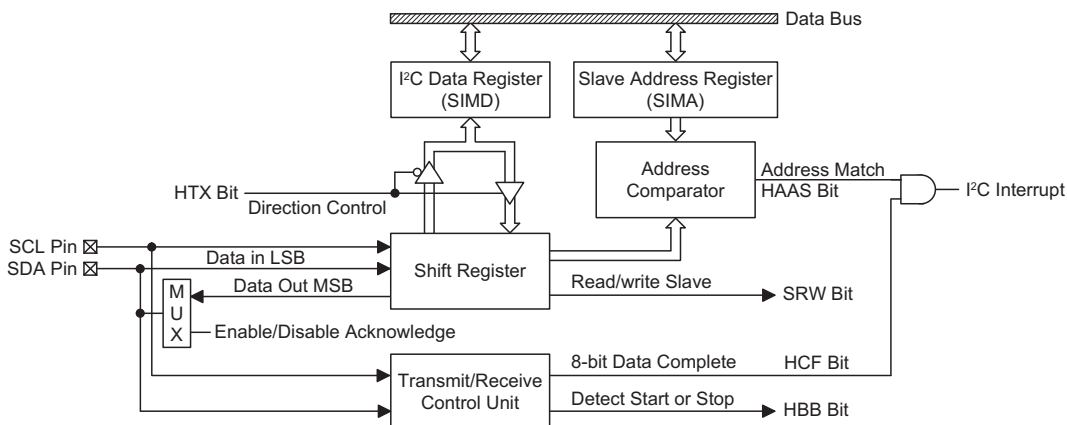 Data Bus
I²C Data Register
(SIMD)
Slave Address Register
(SIMA)
Address
Comparator
Address Match
HAAS Bit
I²C Interrupt
HTX Bit
Direction Control
SCL Pin
SDA Pin
Data in LSB
Shift Register
Data Out MSB
M
U
X
Enable/Disable Acknowledge
Read/write Slave
SRW Bit
Transmit/Receive
Control Unit
8-bit Data Complete
HCF Bit
Detect Start or Stop
HBB Bit